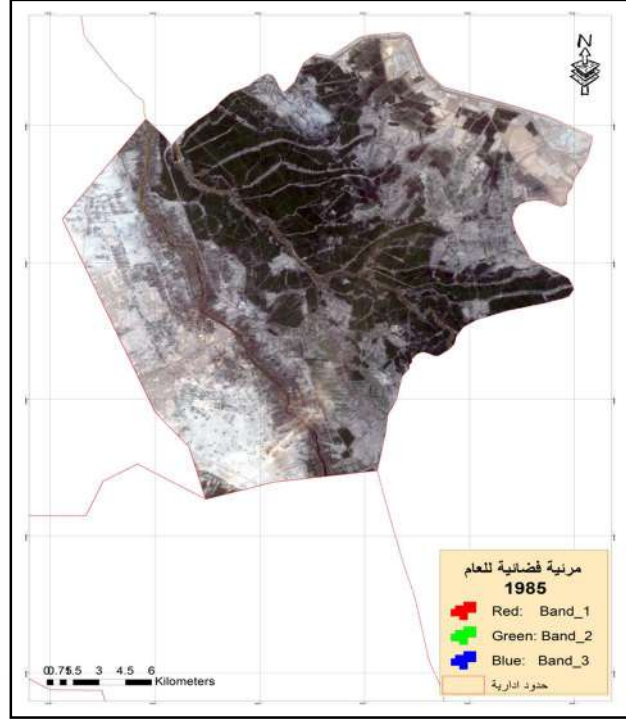 N
مرئية فضائية للعام
1985
Red: Band_1
Green: Band_2
Blue: Band_3
حدود ادارية
0 0.75 1.5 3 4.5 6
Kilometers